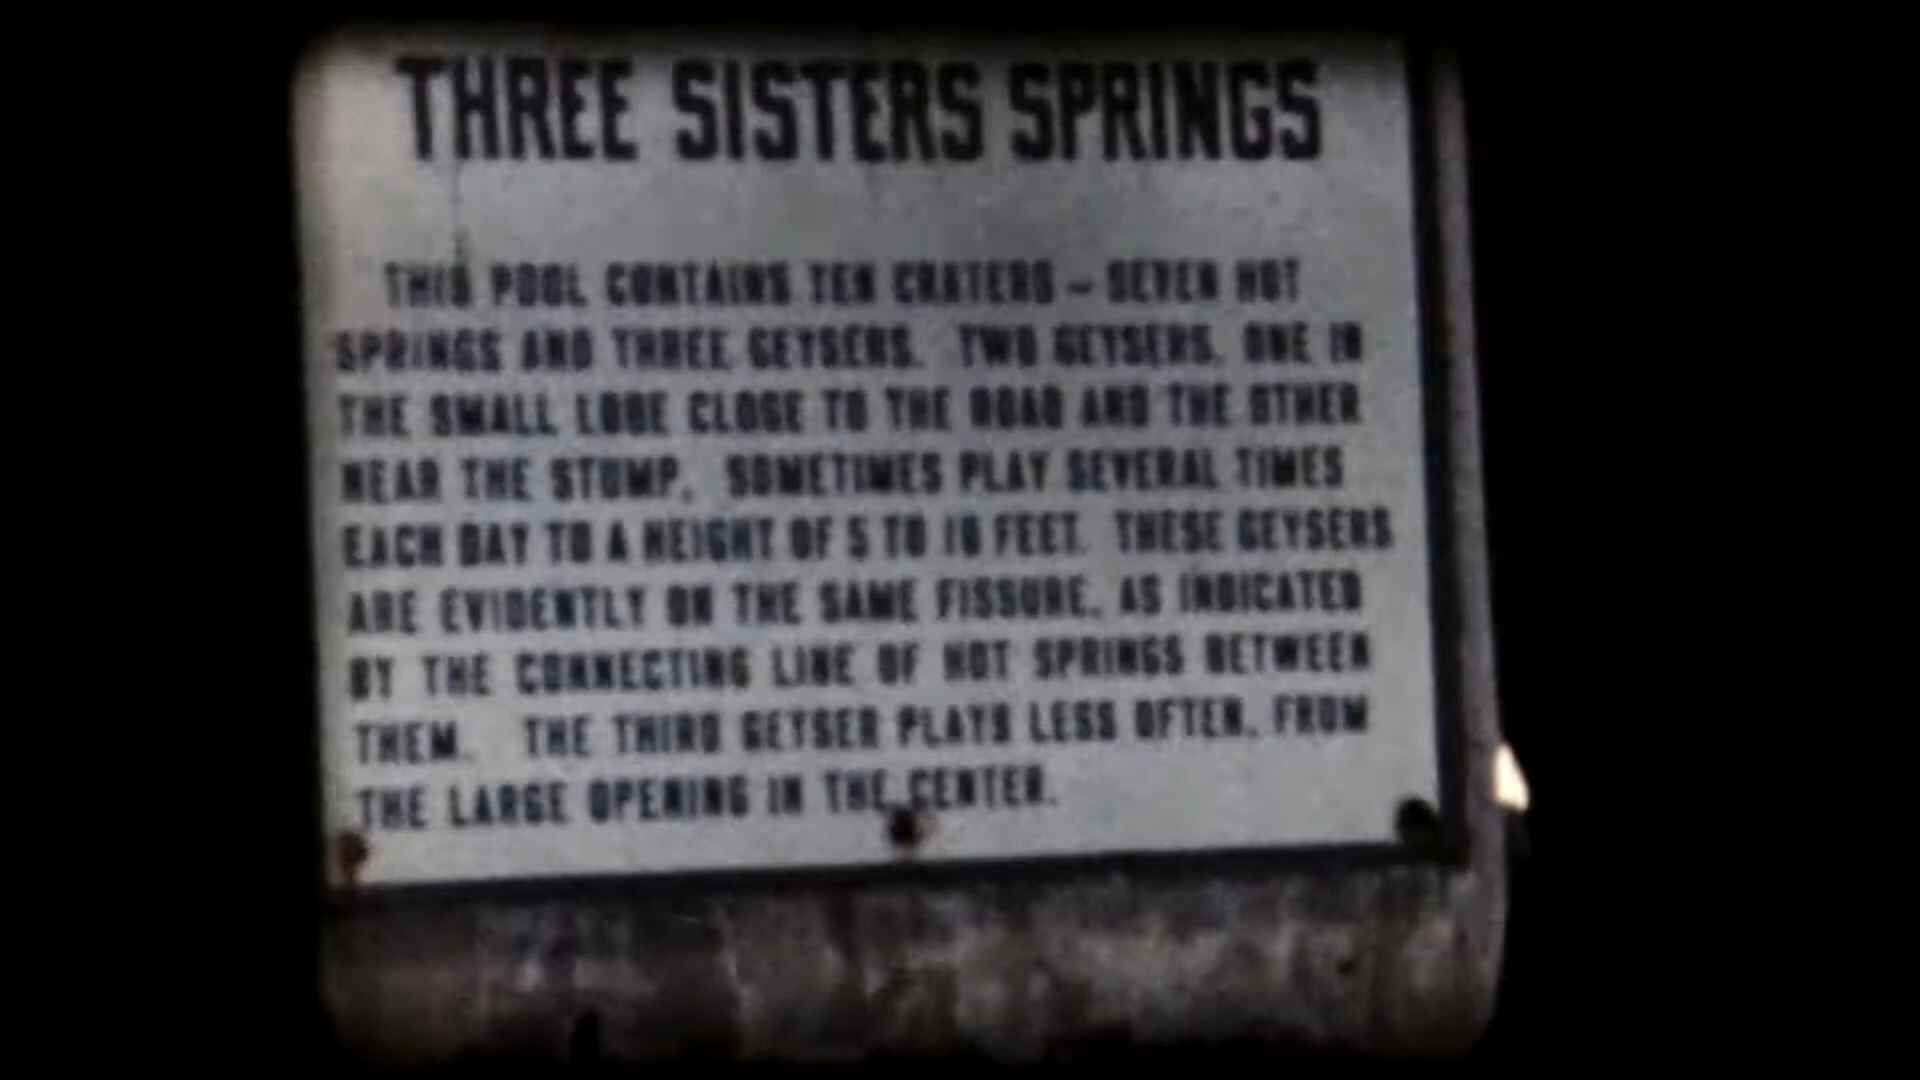 THREE SISTERS SPRINGS
THIS POOL CONTAINS TEN CRATERS - SEVEN HOT
SPRINGS AND THREE GEYSERS. TWO GEYSERS, ONE IN
THE SMALL LOBE CLOSE TO THE ROAD AND THE OTHER
NEAR THE STUMP, SOMETIMES PLAY SEVERAL TIMES
EACH DAY TO A HEIGHT OF 5 TO 10 FEET. THESE GEYSERS
ARE EVIDENTLY ON THE SAME FISSURE, AS INDICATED
BY THE CONNECTING LINE OF HOT SPRINGS BETWEEN
THEM. THE THIRD GEYSER PLAYS LESS OFTEN, FROM
THE LARGE OPENING IN THE CENTER.